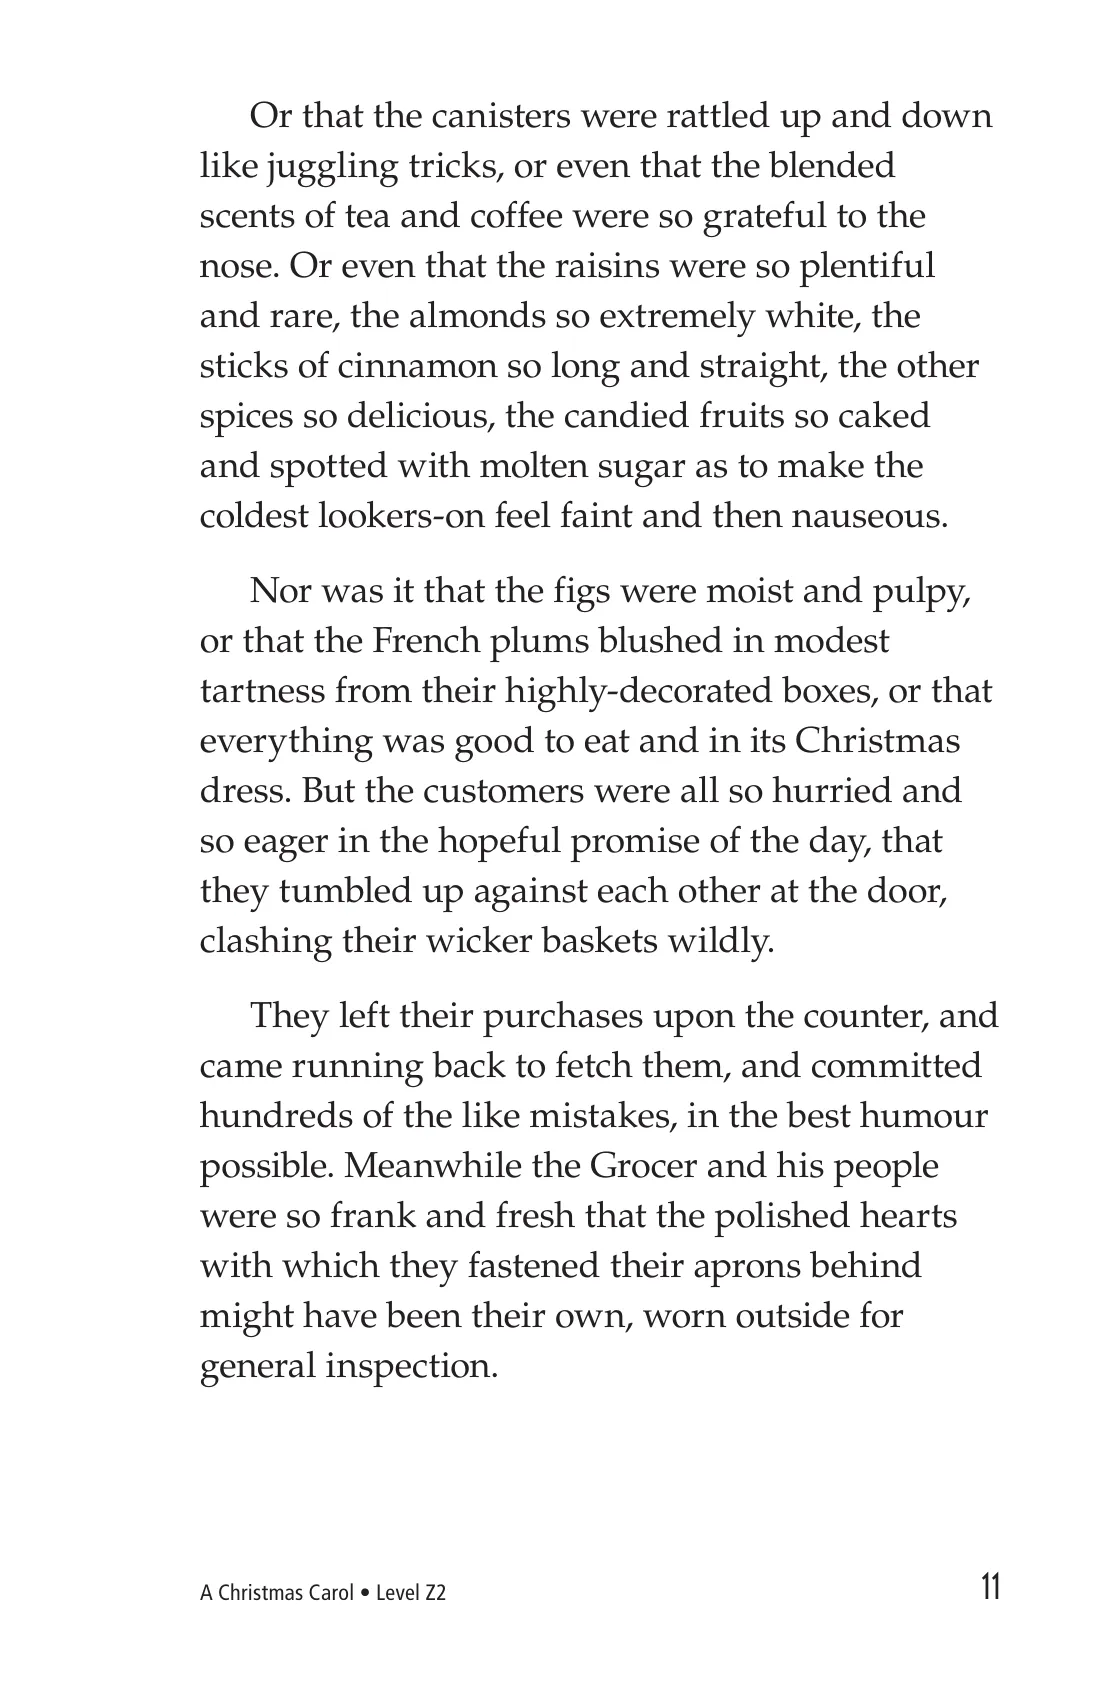 Or that the canisters were rattled up and down
like juggling tricks, or even that the blended
scents of tea and coffee were so grateful to the
nose. Or even that the raisins were so plentiful
and rare, the almonds so extremely white, the
sticks of cinnamon so long and straight, the other
spices so delicious, the candied fruits so caked
and spotted with molten sugar as to make the
coldest lookers-on feel faint and then nauseous.
Nor was it that the figs were moist and pulpy,
or that the French plums blushed in modest
tartness from their highly-decorated boxes, or that
everything was good to eat and in its Christmas
dress. But the customers were all so hurried and
so eager in the hopeful promise of the day, that
they tumbled up against each other at the door,
clashing their wicker baskets wildly.
They left their purchases upon the counter, and
came running back to fetch them, and committed
hundreds of the like mistakes, in the best humour
possible. Meanwhile the Grocer and his people
were so frank and fresh that the polished hearts
with which they fastened their aprons behind
might have been their own, worn outside for
general inspection.
A Christmas Carol • Level Z2
11